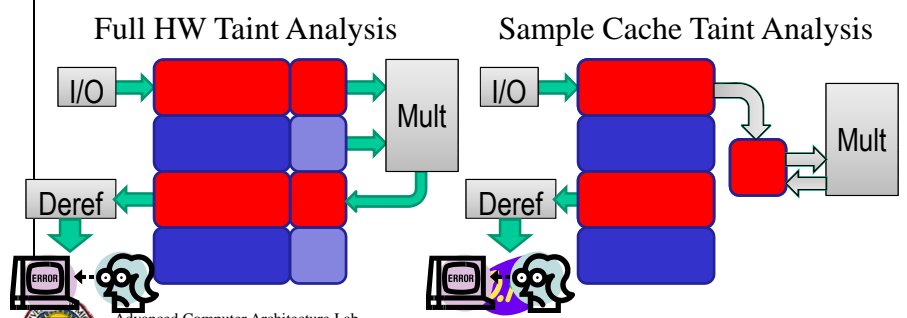 Full HW Taint Analysis
I/O
Mult
Deref
ERROR
Sample Cache Taint Analysis
I/O
Mult
Deref
ERROR
Advanced Computer Architecture Lab